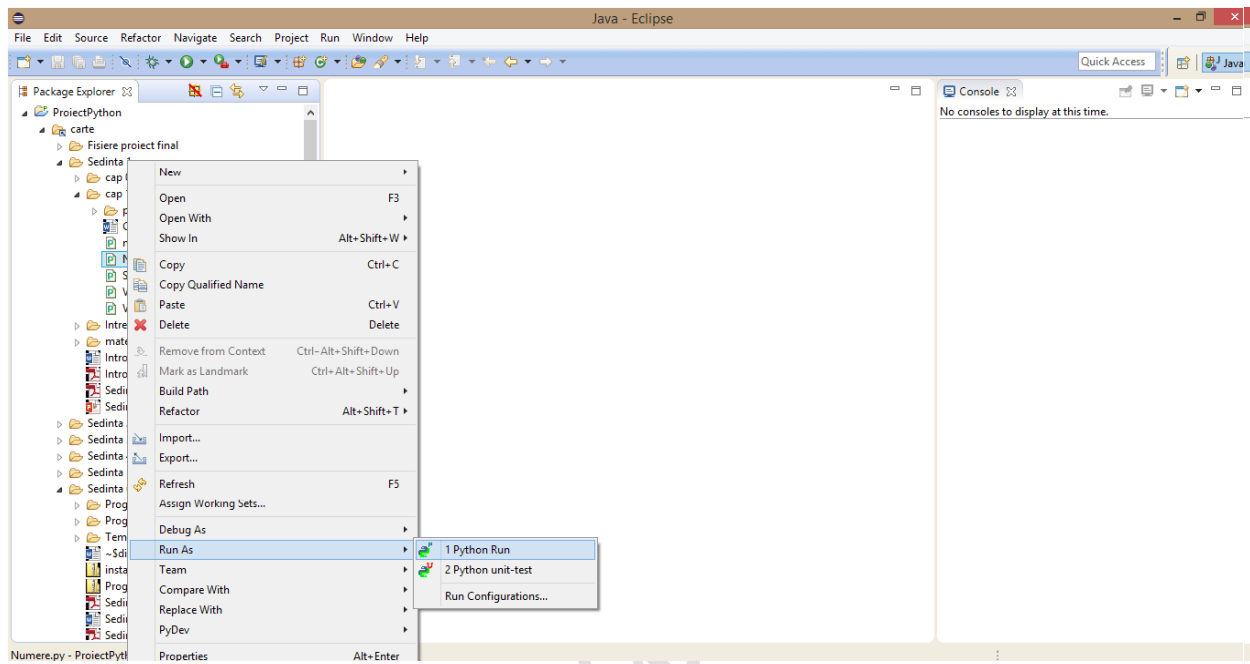 Java - Eclipse
File Edit Source Refactor Navigate Search Project Run Window Help
Quick Access
Java
Package Explorer
ProiectPython
carte
Fisiere proiect final
Sedinta 1
cap
cap
Intre
mate
Intro
Intro
Sedi
Sedi
Sedinta
Sedinta
Sedinta
Sedinta
Sedinta
Prog
Prog
Tem
~$di
insta
Prog
Sedi
Sedi
Sedi
New
Open F3
Open With
Show In Alt+Shift+W
Copy Ctrl+C
Copy Qualified Name
Paste Ctrl+V
Delete Delete
Remove from Context Ctrl+Alt+Shift+Down
Mark as Landmark Ctrl+Alt+Shift+Up
Build Path
Refactor Alt+Shift+T
Import...
Export...
Refresh F5
Assign Working Sets...
Debug As
Run As
Team
Compare With
Replace With
PyDev
Properties Alt+Enter
1 Python Run
2 Python unit-test
Run Configurations...
Console
No consoles to display at this time.
Numere.py - ProiectPyt